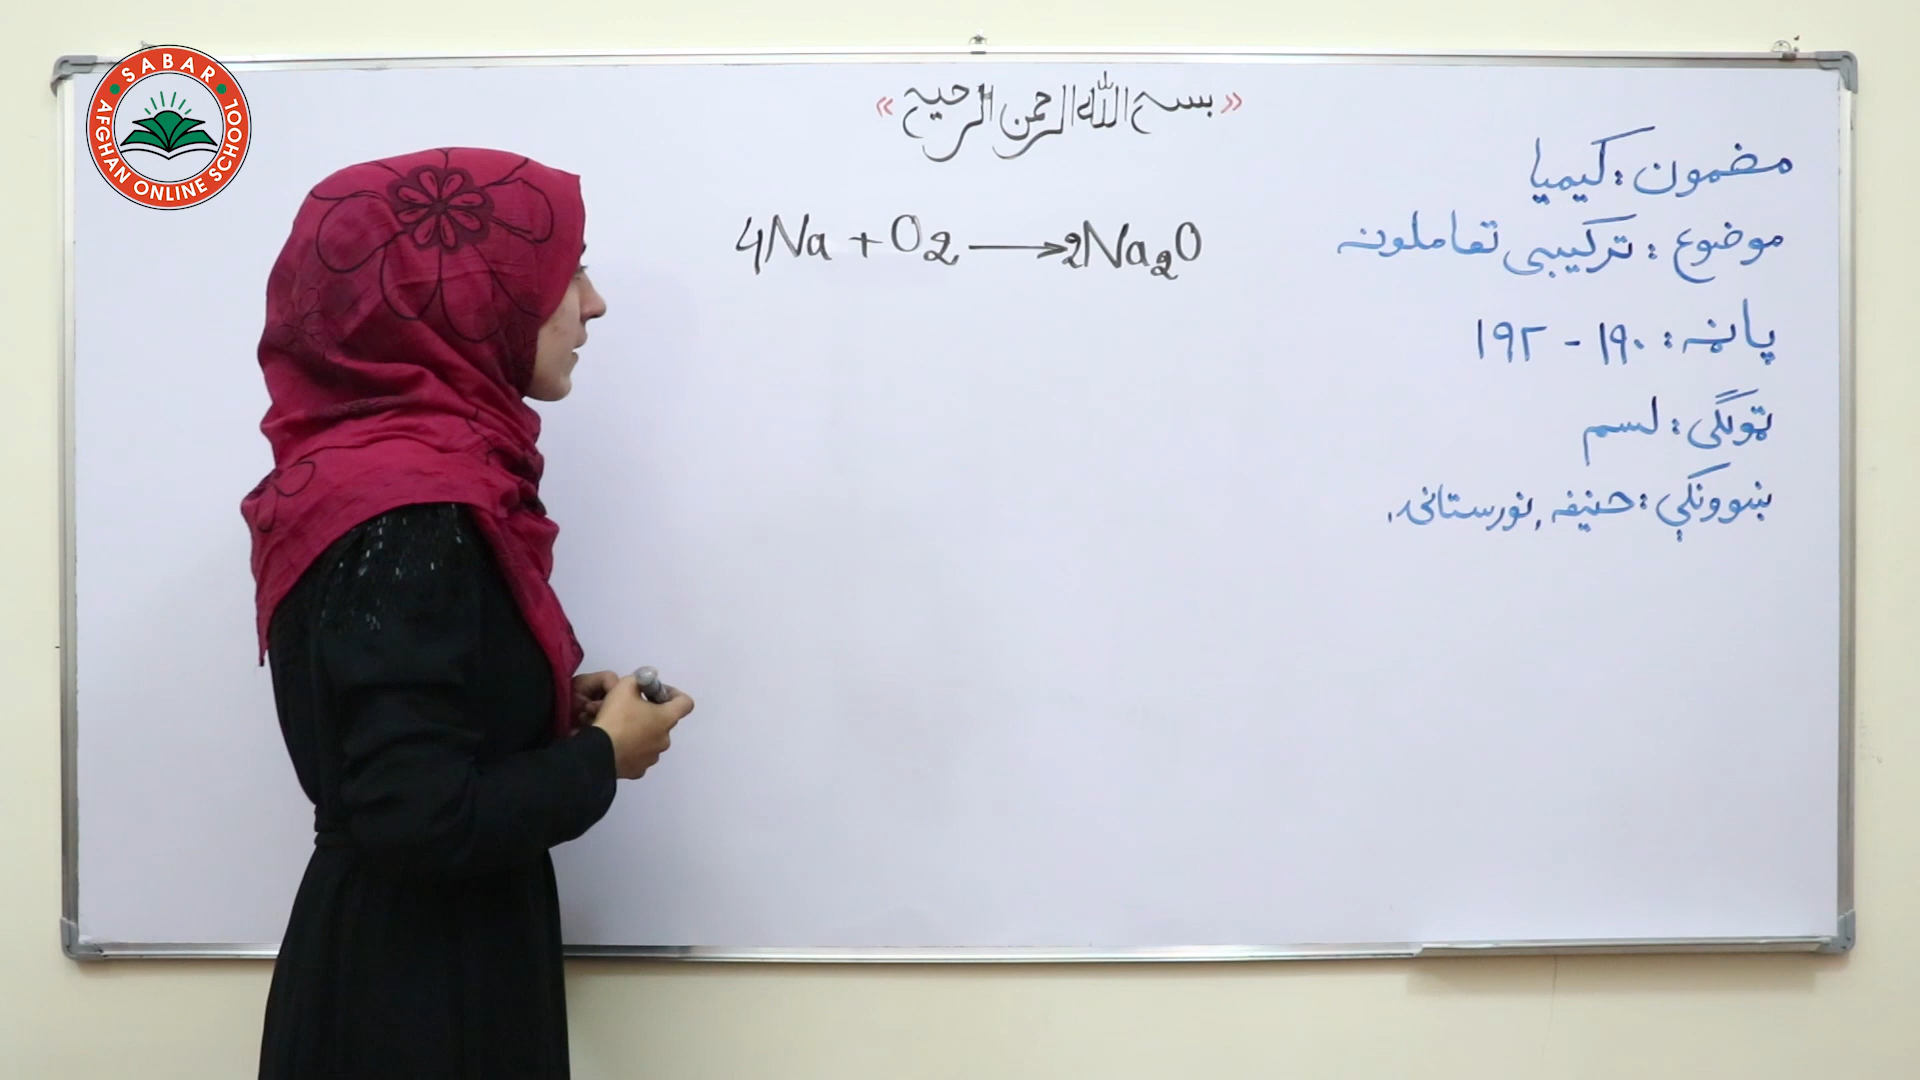 SABAR
AFGHAN ONLINE SCHOOL
«بسم الله الرحمن الرحیم»
4Na + O2 ⟶ 2Na2O
مضمون: کیمیا
موضوع: ترکیبی تعاملونه
پاڼه: ۱۹۰ - ۱۹۲
ټولګی: لسم
ښوونکې: حنیفه نورستانۍ